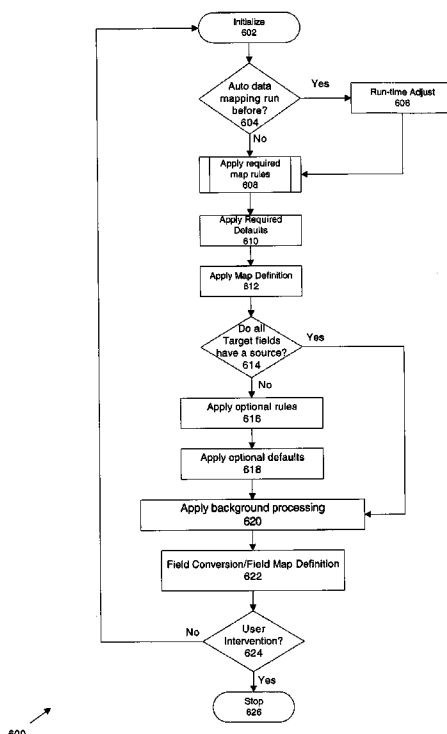 Initialize
602
Auto data
mapping run
before?
604
Yes
Run-time Adjust
606
No
Apply required
map rules
608
Apply Required
Defaults
610
Apply Map Definition
612
Do all
Target fields
have a source?
614
Yes
No
Apply optional rules
616
Apply optional defaults
618
Apply background processing
620
Field Conversion/Field Map Definition
622
No
User
Intervention?
624
Yes
Stop
626
600